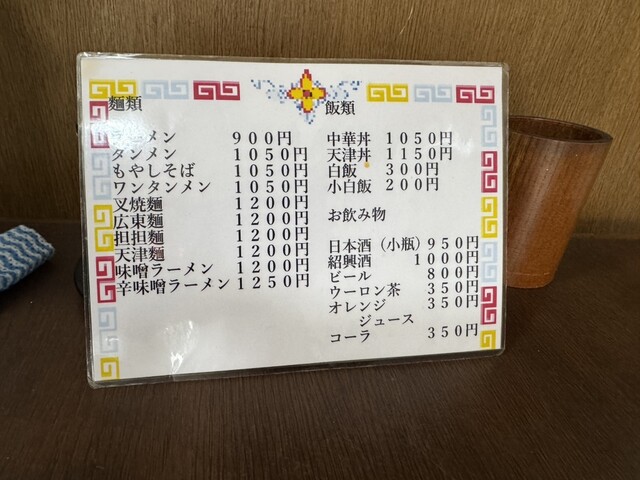 麺類
ラーメン 900円
タンメン 1050円
もやしそば 1050円
ワンタンメン 1050円
叉焼麺 1200円
広東麺 1200円
担担麺 1200円
天津麺 1200円
味噌ラーメン 1200円
辛味噌ラーメン 1250円
飯類
中華丼 1050円
天津丼 1150円
白飯 300円
小白飯 200円
お飲み物
日本酒(小瓶)950円
紹興酒 1000円
ビール 800円
ウーロン茶 350円
オレンジ 350円
ジュース
コーラ 350円